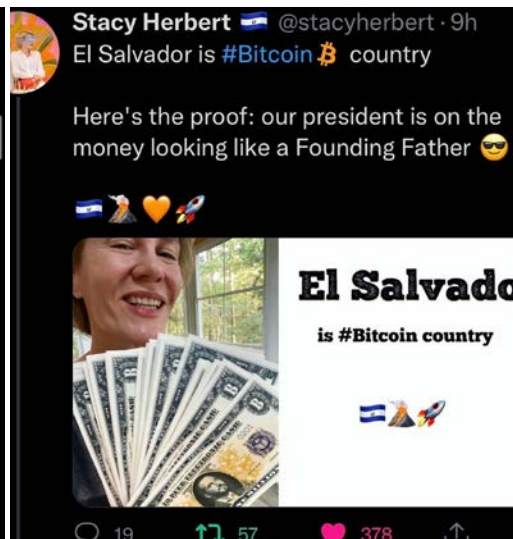 Stacy Herbert 🇸🇻 @stacyherbert · 9h
El Salvador is #Bitcoin country
Here's the proof: our president is on the
money looking like a Founding Father 😎
🇸🇻🌋🧡🚀
El Salvado
is #Bitcoin country
🇸🇻🌋🚀
19 57 378